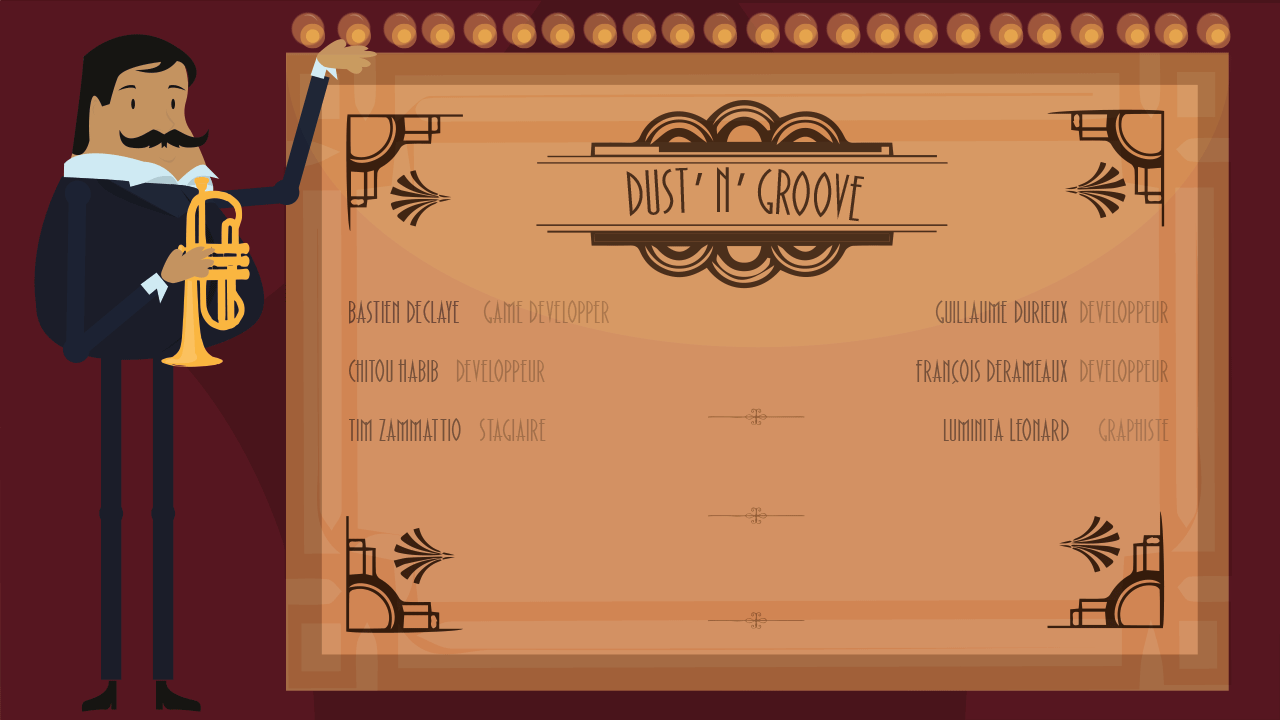 DUST' N' GROOVE
BASTIEN DECLAYE GAME DEVELOPPER
GUILLAUME DURIEUX DEVELOPPEUR
CHITOU HABIB DEVELOPPEUR
FRANÇOIS DERAMEAUX DEVELOPPEUR
TIM ZAMMATTIO STAGIAIRE
LUMINITA LEONARD GRAPHISTE